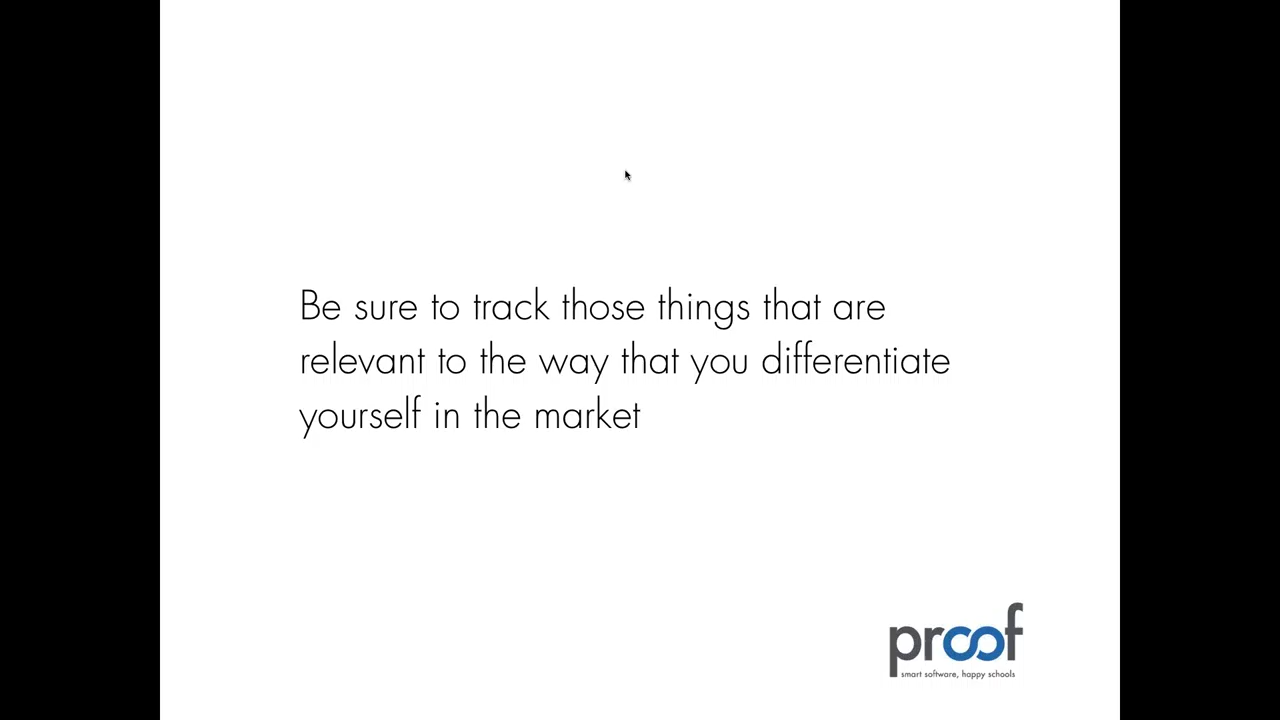 Be sure to track those things that are
relevant to the way that you differentiate
yourself in the market
proof
smart software, happy schools